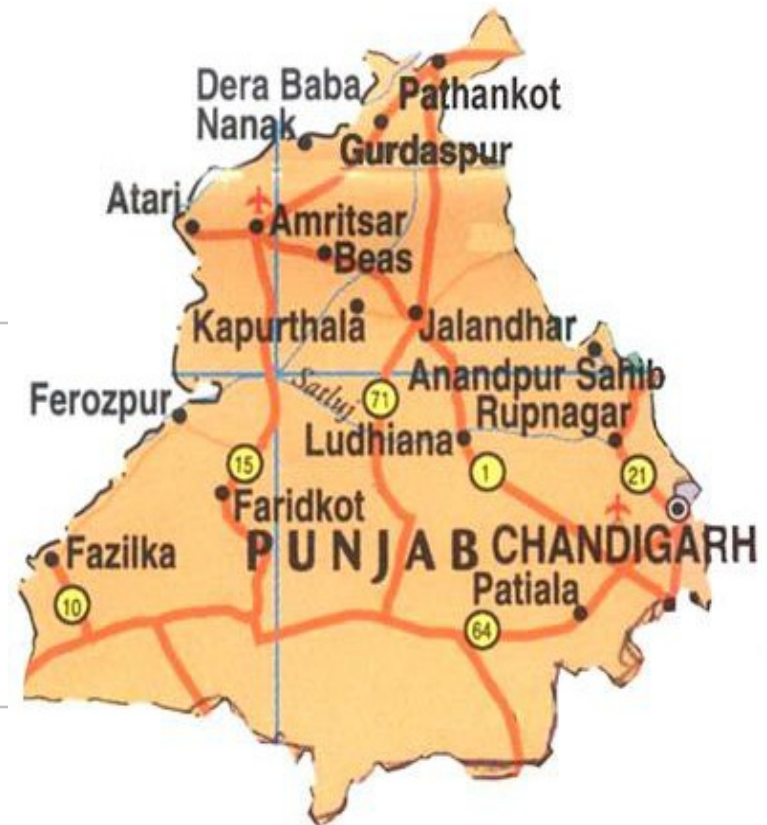 Dera Baba
Nanak
Pathankot
Gurdaspur
Atari
Amritsar
Beas
Kapurthala
Jalandhar
Anandpur Sahib
Satluj
71
Ferozpur
Rupnagar
Ludhiana
15
1
21
Faridkot
PUNJAB
CHANDIGARH
Fazilka
Patiala
10
64